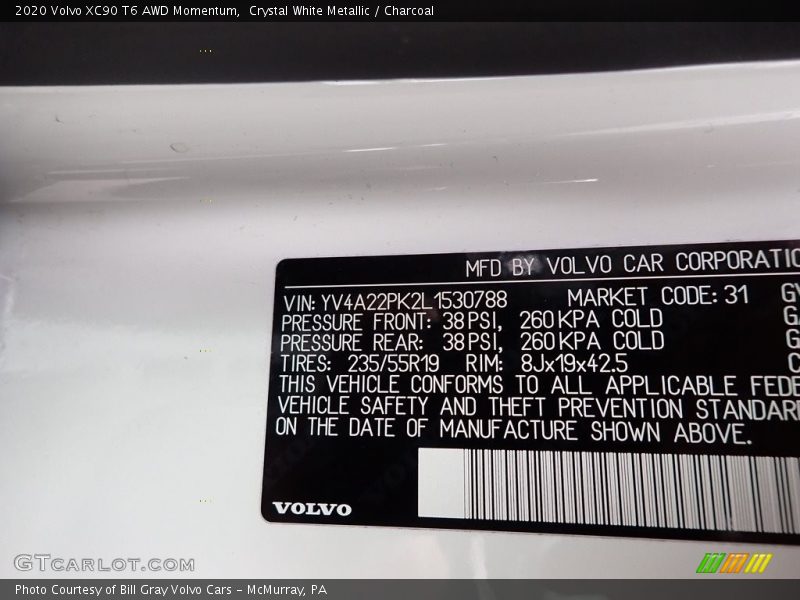 2020 Volvo XC90 T6 AWD Momentum, Crystal White Metallic / Charcoal
MFD BY VOLVO CAR
VIN: YV4A22PK2L1530788 MARKET CODE: 31
PRESSURE FRONT: 38 PSI, 260 KPA COLD
PRESSURE REAR: 38 PSI, 260 KPA COLD
TIRES: 235/55R19 RIM: 8Jx19x42.5
THIS VEHICLE CONFORMS TO ALL APPLICABLE
VEHICLE SAFETY AND THEFT PREVENTION
ON THE DATE OF MANUFACTURE SHOWN ABOVE.
VOLVO
GTCARLOT.COM
Photo Courtesy of Bill Gray Volvo Cars - McMurray, PA